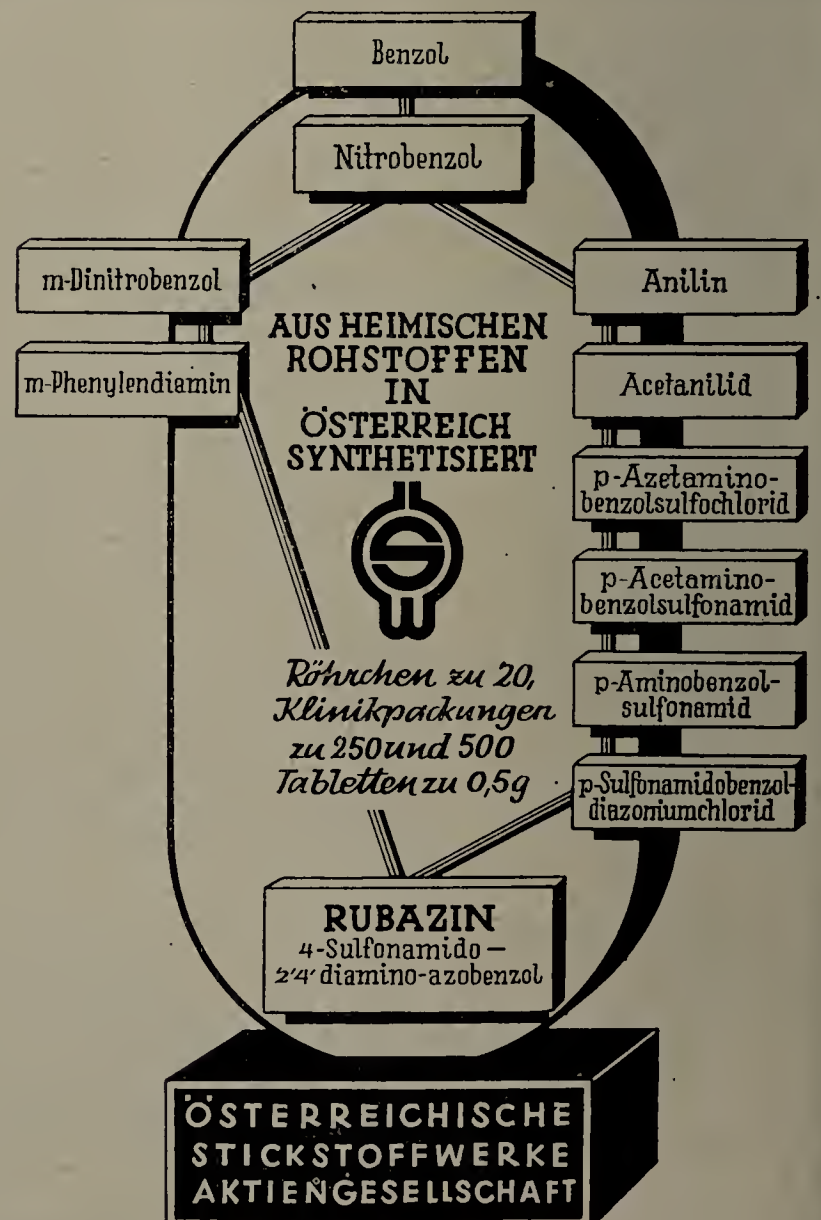 Benzol
Nitrobenzol
m-Dinitrobenzol
Anilin
m-Phenylendiamin
Acetanilid
AUS HEIMISCHEN
ROHSTOFFEN
IN
ÖSTERREICH
SYNTHETISIERT
p-Azetamino-
benzolsulfochlorid
p-Acetamino-
benzolsulfonamid
p-Aminobenzol-
sulfonamid
p-Sulfonamidobenzol-
diazoniumchlorid
S
W
Röhrchen zu 20,
Klinikpackungen
zu 250 und 500
Tabletten zu 0,5g
RUBAZIN
4-Sulfonamido—
2'4' diamino-azobenzol
ÖSTERREICHISCHE
STICKSTOFFWERKE
AKTIENGESELLSCHAFT